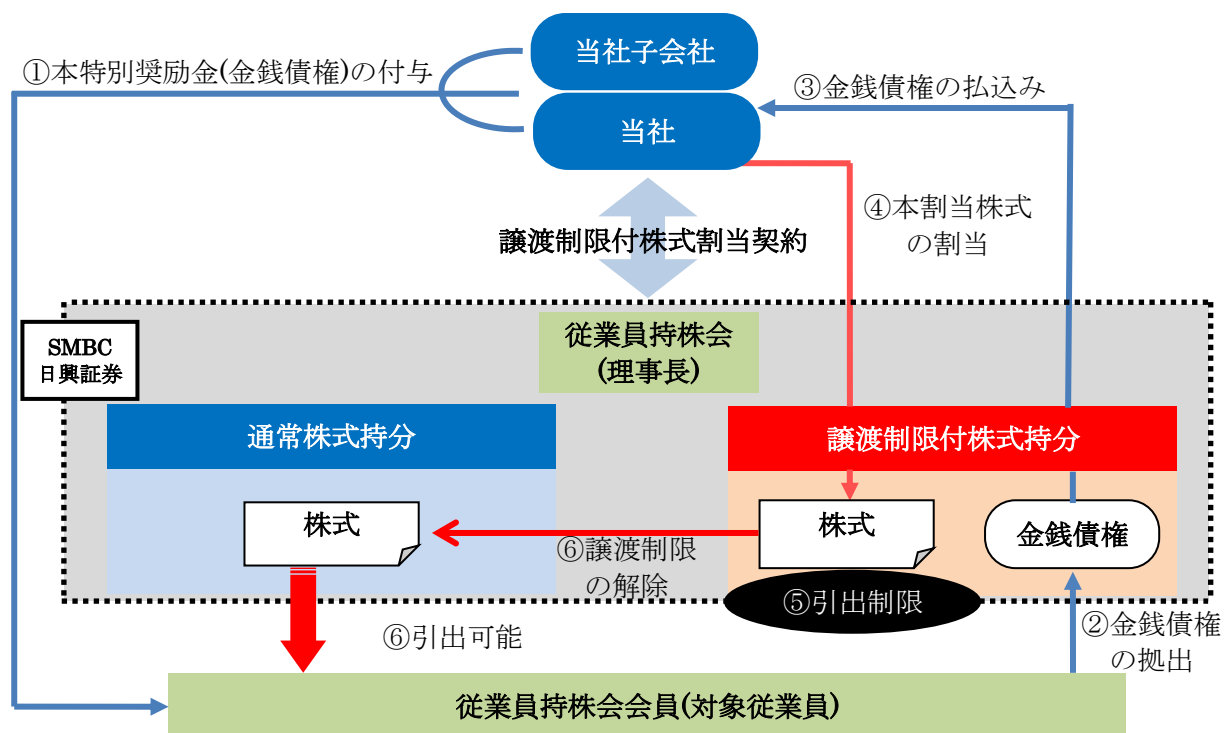 当社子会社
①本特別奨励金(金銭債権)の付与
③金銭債権の払込み
当社
④本割当株式
の割当
譲渡制限付株式割当契約
SMBC
日興証券
従業員持株会
(理事長)
通常株式持分
譲渡制限付株式持分
株式
株式
金銭債権
⑥譲渡制限
の解除
⑤引出制限
⑥引出可能
②金銭債権
の拠出
従業員持株会会員(対象従業員)